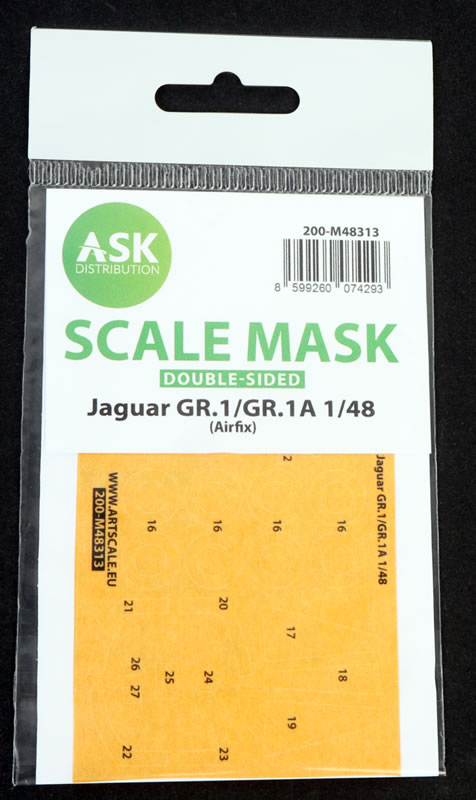 ASK
DISTRIBUTION
200-M48313
8 599260 074293
SCALE MASK
DOUBLE-SIDED
Jaguar GR.1/GR.1A 1/48
(Airfix)
Jaguar GR.1/GR.1A 1/48
WWW.ARTSCALE.EU
200-M48313
2
16
16
16
16
21
20
17
26
27
25
24
18
19
22
23